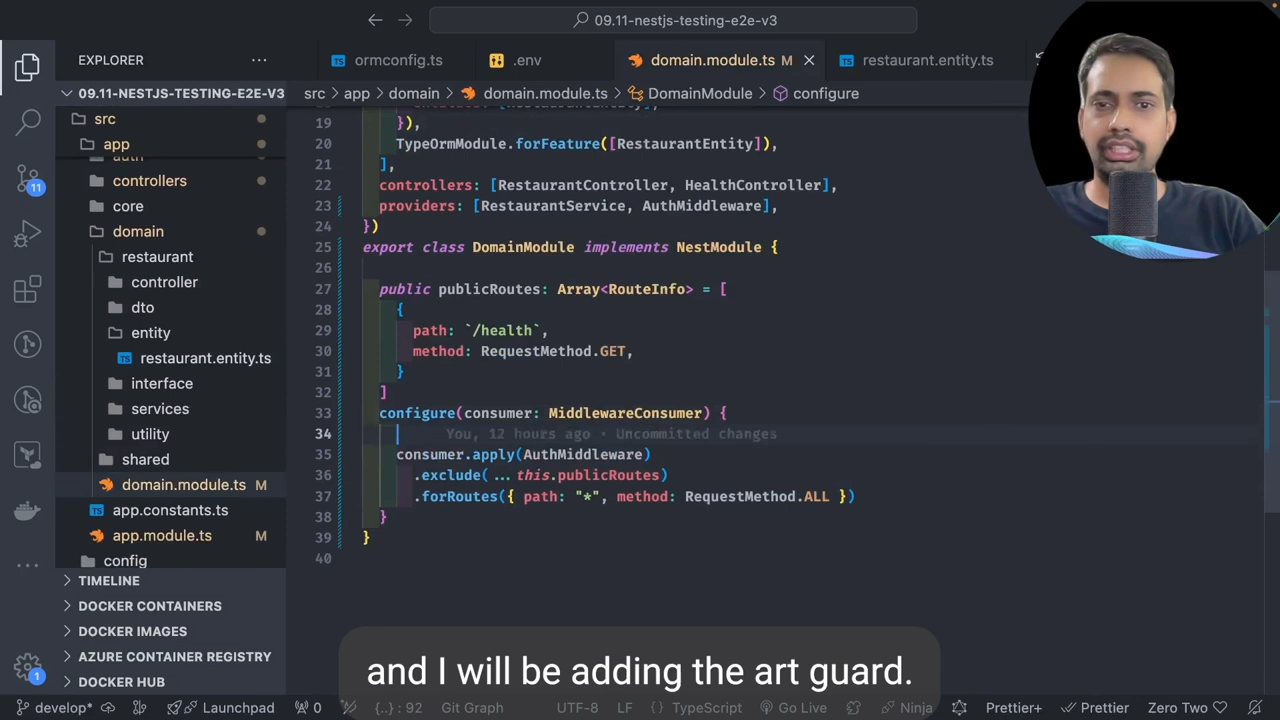 09.11-nestjs-testing-e2e-v3
EXPLORER
ormconfig.ts
.env
domain.module.ts M
restaurant.entity.ts
09.11-NESTJS-TESTING-E2E-V3
src > app > domain > domain.module.ts > DomainModule > configure
src
app
controllers
core
domain
restaurant
controller
dto
entity
restaurant.entity.ts
interface
services
utility
shared
domain.module.ts M
app.constants.ts
app.module.ts M
config
TIMELINE
DOCKER CONTAINERS
DOCKER IMAGES
AZURE CONTAINER REGISTRY
DOCKER HUB
11
1
19 }),
20 TypeOrmModule.forFeature([RestaurantEntity]),
21 ],
22 controllers: [RestaurantController, HealthController],
23 providers: [RestaurantService, AuthMiddleware],
24 })
25 export class DomainModule implements NestModule {
26
27 public publicRoutes: Array<RouteInfo> = [
28 {
29 path: `/health`,
30 method: RequestMethod.GET,
31 }
32 ]
33 configure(consumer: MiddlewareConsumer) {
34 You, 12 hours ago • Uncommitted changes
35 consumer.apply(AuthMiddleware)
36 .exclude(...this.publicRoutes)
37 .forRoutes({ path: "*", method: RequestMethod.ALL })
38 }
39 }
40
and I will be adding the art guard.
develop* Launchpad 0 {..} : 92 Git Graph UTF-8 LF TypeScript Go Live Ninja Prettier+ Prettier Zero Two